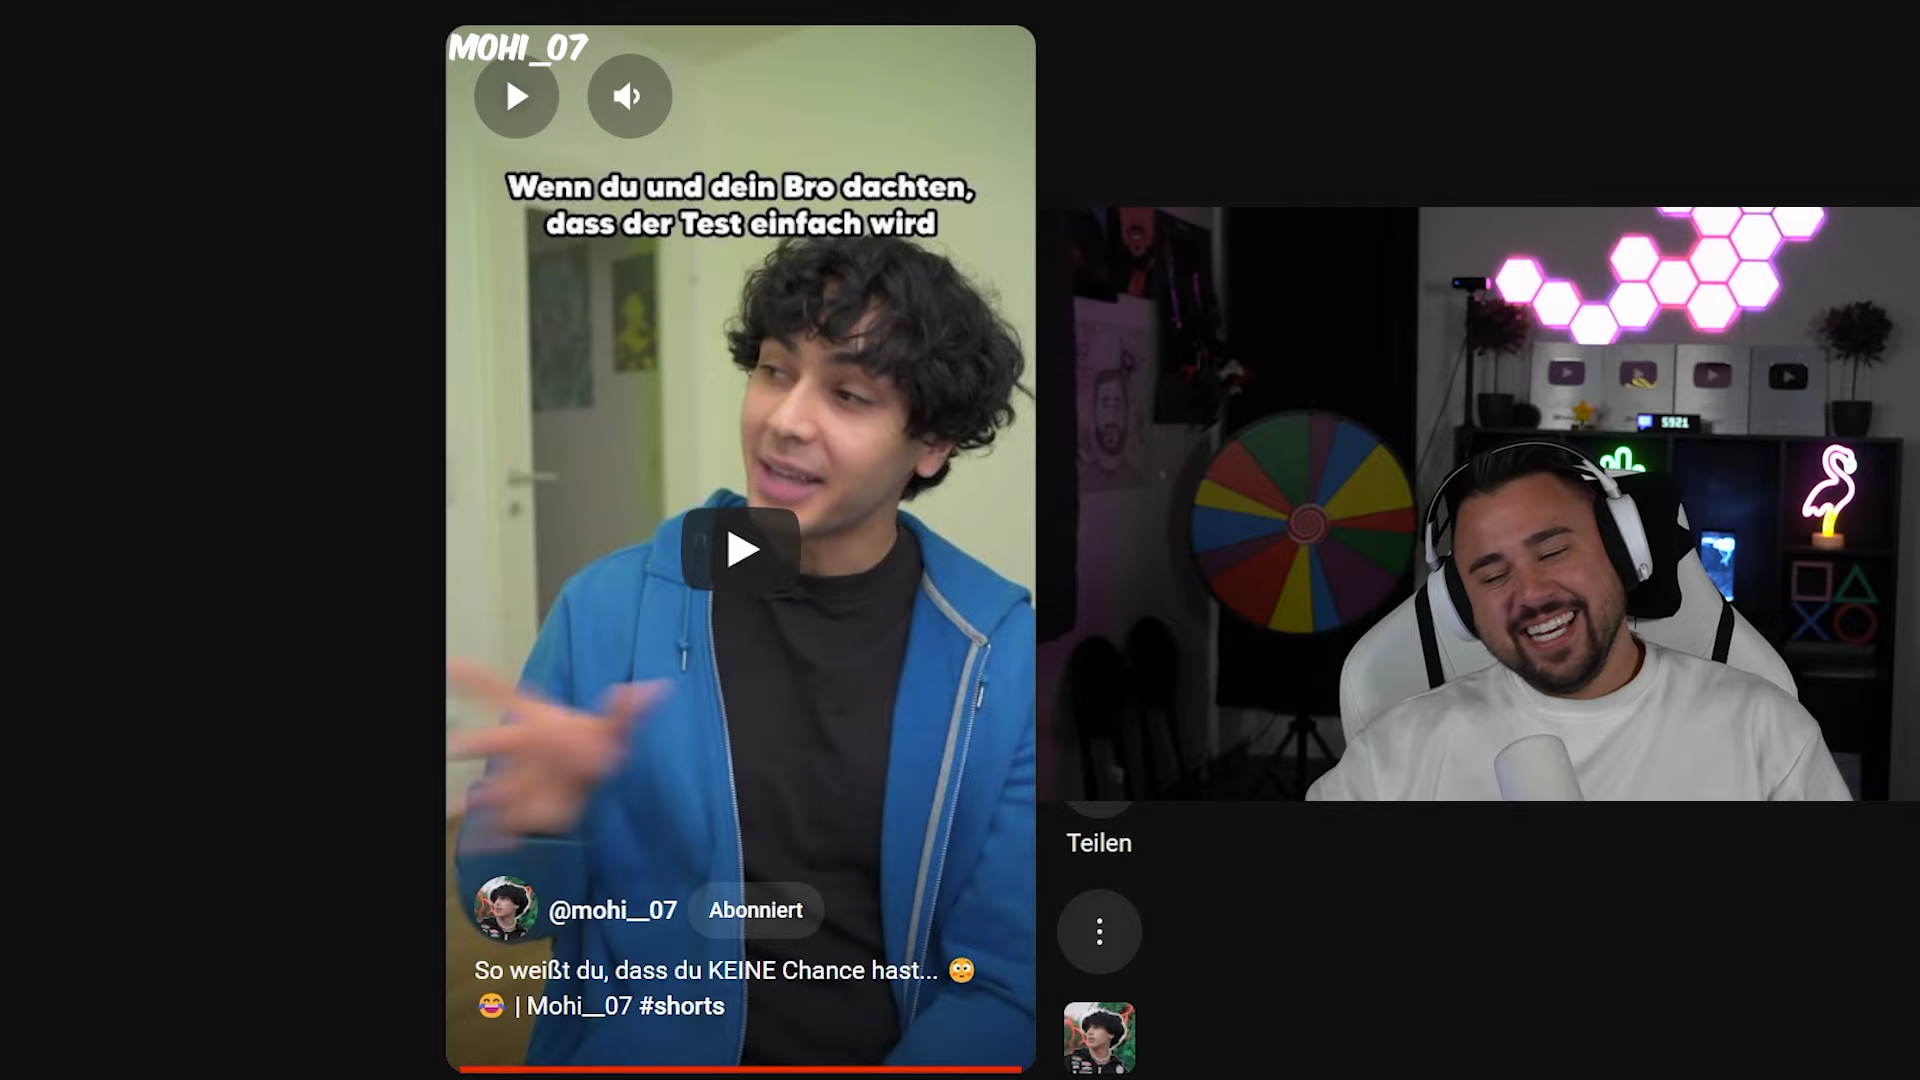 MOHI_07
Wenn du und dein Bro dachten,
dass der Test einfach wird
@mohi__07 Abonniert
So weißt du, dass du KEINE Chance hast... 😳
😂 | Mohi__07 #shorts
5921
Teilen